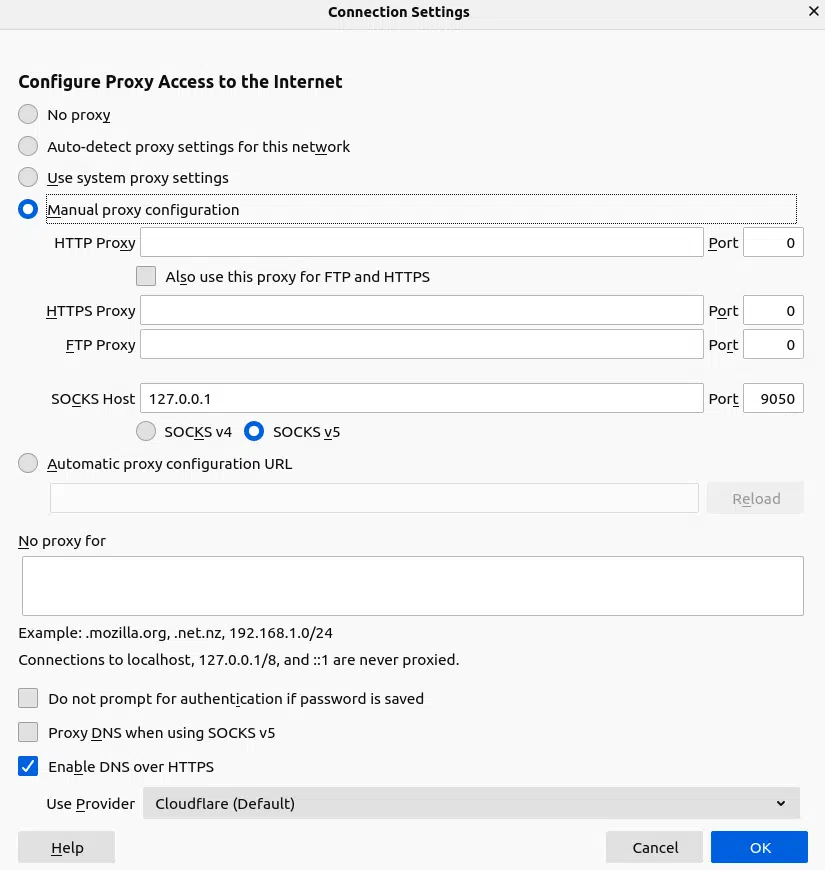 Connection Settings ×
Configure Proxy Access to the Internet
No proxy
Auto-detect proxy settings for this network
Use system proxy settings
Manual proxy configuration
HTTP Proxy Port 0
Also use this proxy for FTP and HTTPS
HTTPS Proxy Port 0
FTP Proxy Port 0
SOCKS Host 127.0.0.1 Port 9050
SOCKS v4 SOCKS v5
Automatic proxy configuration URL
Reload
No proxy for
Example: .mozilla.org, .net.nz, 192.168.1.0/24
Connections to localhost, 127.0.0.1/8, and ::1 are never proxied.
Do not prompt for authentication if password is saved
Proxy DNS when using SOCKS v5
Enable DNS over HTTPS
Use Provider Cloudflare (Default)
Help Cancel OK